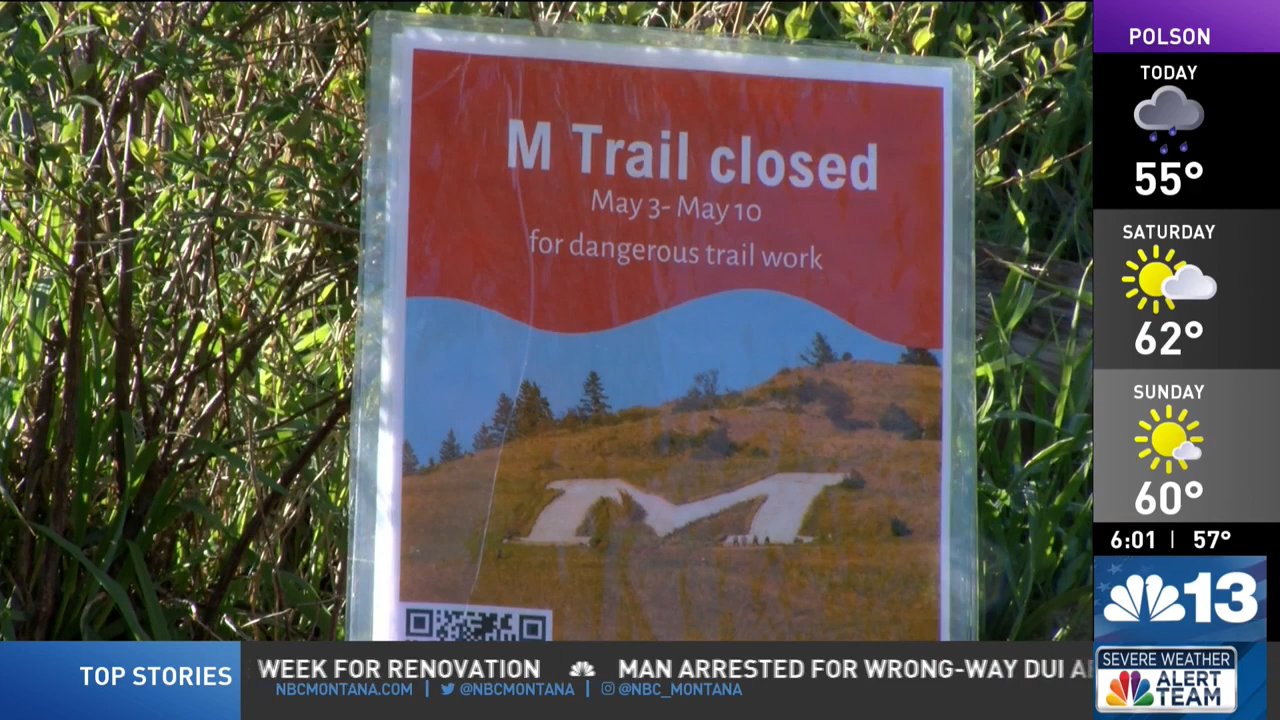 M Trail closed
May 3- May 10
for dangerous trail work
M
POLSON
TODAY
55°
SATURDAY
62°
SUNDAY
60°
6:01 | 57°
13
SEVERE WEATHER
ALERT
TEAM
TOP STORIES
WEEK FOR RENOVATION MAN ARRESTED FOR WRONG-WAY DUI
NBCMONTANA.COM | @NBCMONTANA | @NBC_MONTANA